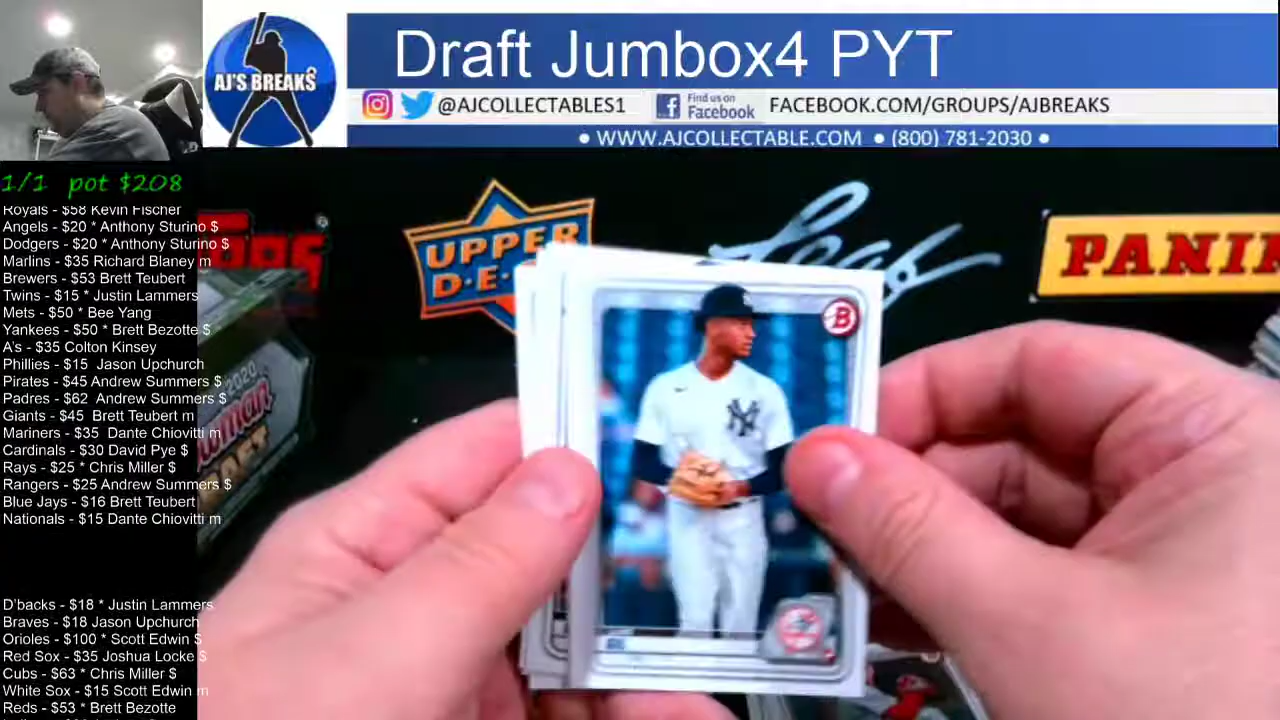 Draft Jumbox4 PYT
AJ'S BREAKS
@AJCOLLECTABLES1
Find us on
Facebook
FACEBOOK.COM/GROUPS/AJBREAKS
● WWW.AJCOLLECTABLE.COM ● (800) 781-2030 ●
1/1 pot $208
Royals - $58 Kevin Fischer
Angels - $20 * Anthony Sturino $
Dodgers - $20 * Anthony Sturino $
Marlins - $35 Richard Blaney m
Brewers - $53 Brett Teubert
Twins - $15 * Justin Lammers
Mets - $50 * Bee Yang
Yankees - $50 * Brett Bezotte $
A's - $35 Colton Kinsey
Phillies - $15 Jason Upchurch
Pirates - $45 Andrew Summers $
Padres - $62 Andrew Summers $
Giants - $45 Brett Teubert m
Mariners - $35 Dante Chiovitti m
Cardinals - $30 David Pye $
Rays - $25 * Chris Miller $
Rangers - $25 Andrew Summers $
Blue Jays - $16 Brett Teubert
Nationals - $15 Dante Chiovitti m
D'backs - $18 * Justin Lammers
Braves - $18 Jason Upchurch
Orioles - $100 * Scott Edwin $
Red Sox - $35 Joshua Locke $
Cubs - $63 * Chris Miller $
White Sox - $15 Scott Edwin m
Reds - $53 * Brett Bezotte
UPPER
D·E
Leaf
PANI
2020
B
NY